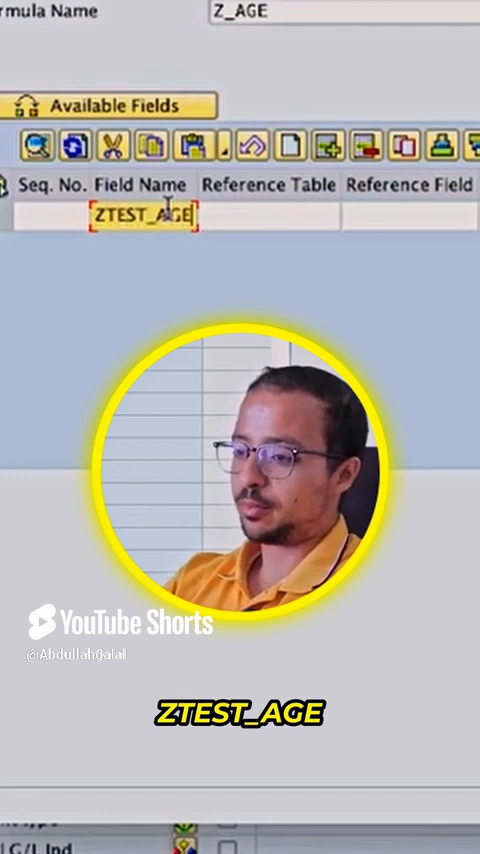 rmula Name Z_AGE
Available Fields
Seq. No. Field Name Reference Table Reference Field
ZTEST_AGE
YouTube Shorts
@AbdullahGalal
ZTEST_AGE
G/L Ind